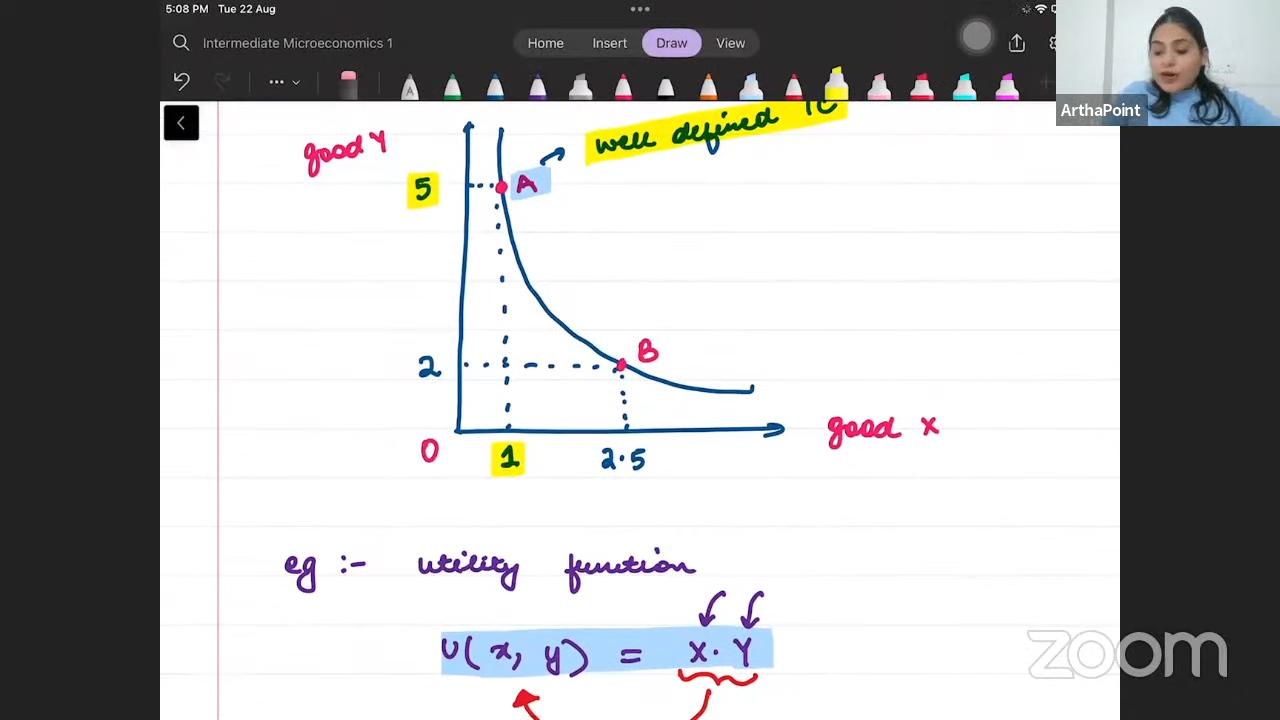 5:08 PM Tue 22 Aug
Intermediate Microeconomics 1
Home Insert Draw View
A
ArthaPoint
well defined IC
good Y
5
A
B
2
O
1
2.5
good x
eg :- utility function
U(x, y) = X.Y
zoom